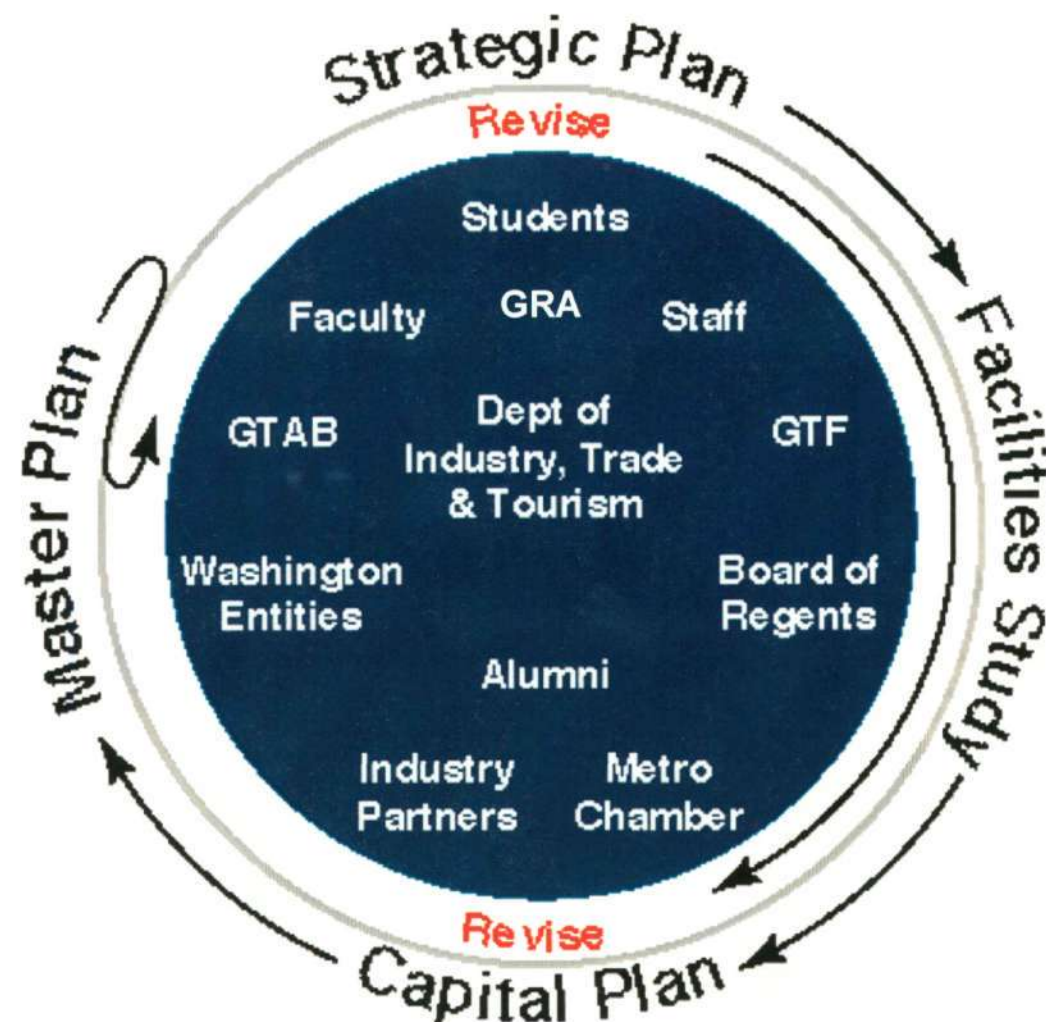 Strategic Plan
Revise
Students
Faculty
GRA
Staff
GTAB
Dept of
Industry, Trade
& Tourism
GTF
Washington
Entities
Board of
Regents
Alumni
Industry
Partners
Metro
Chamber
Revise
Facilities Study
Capital Plan
Master Plan